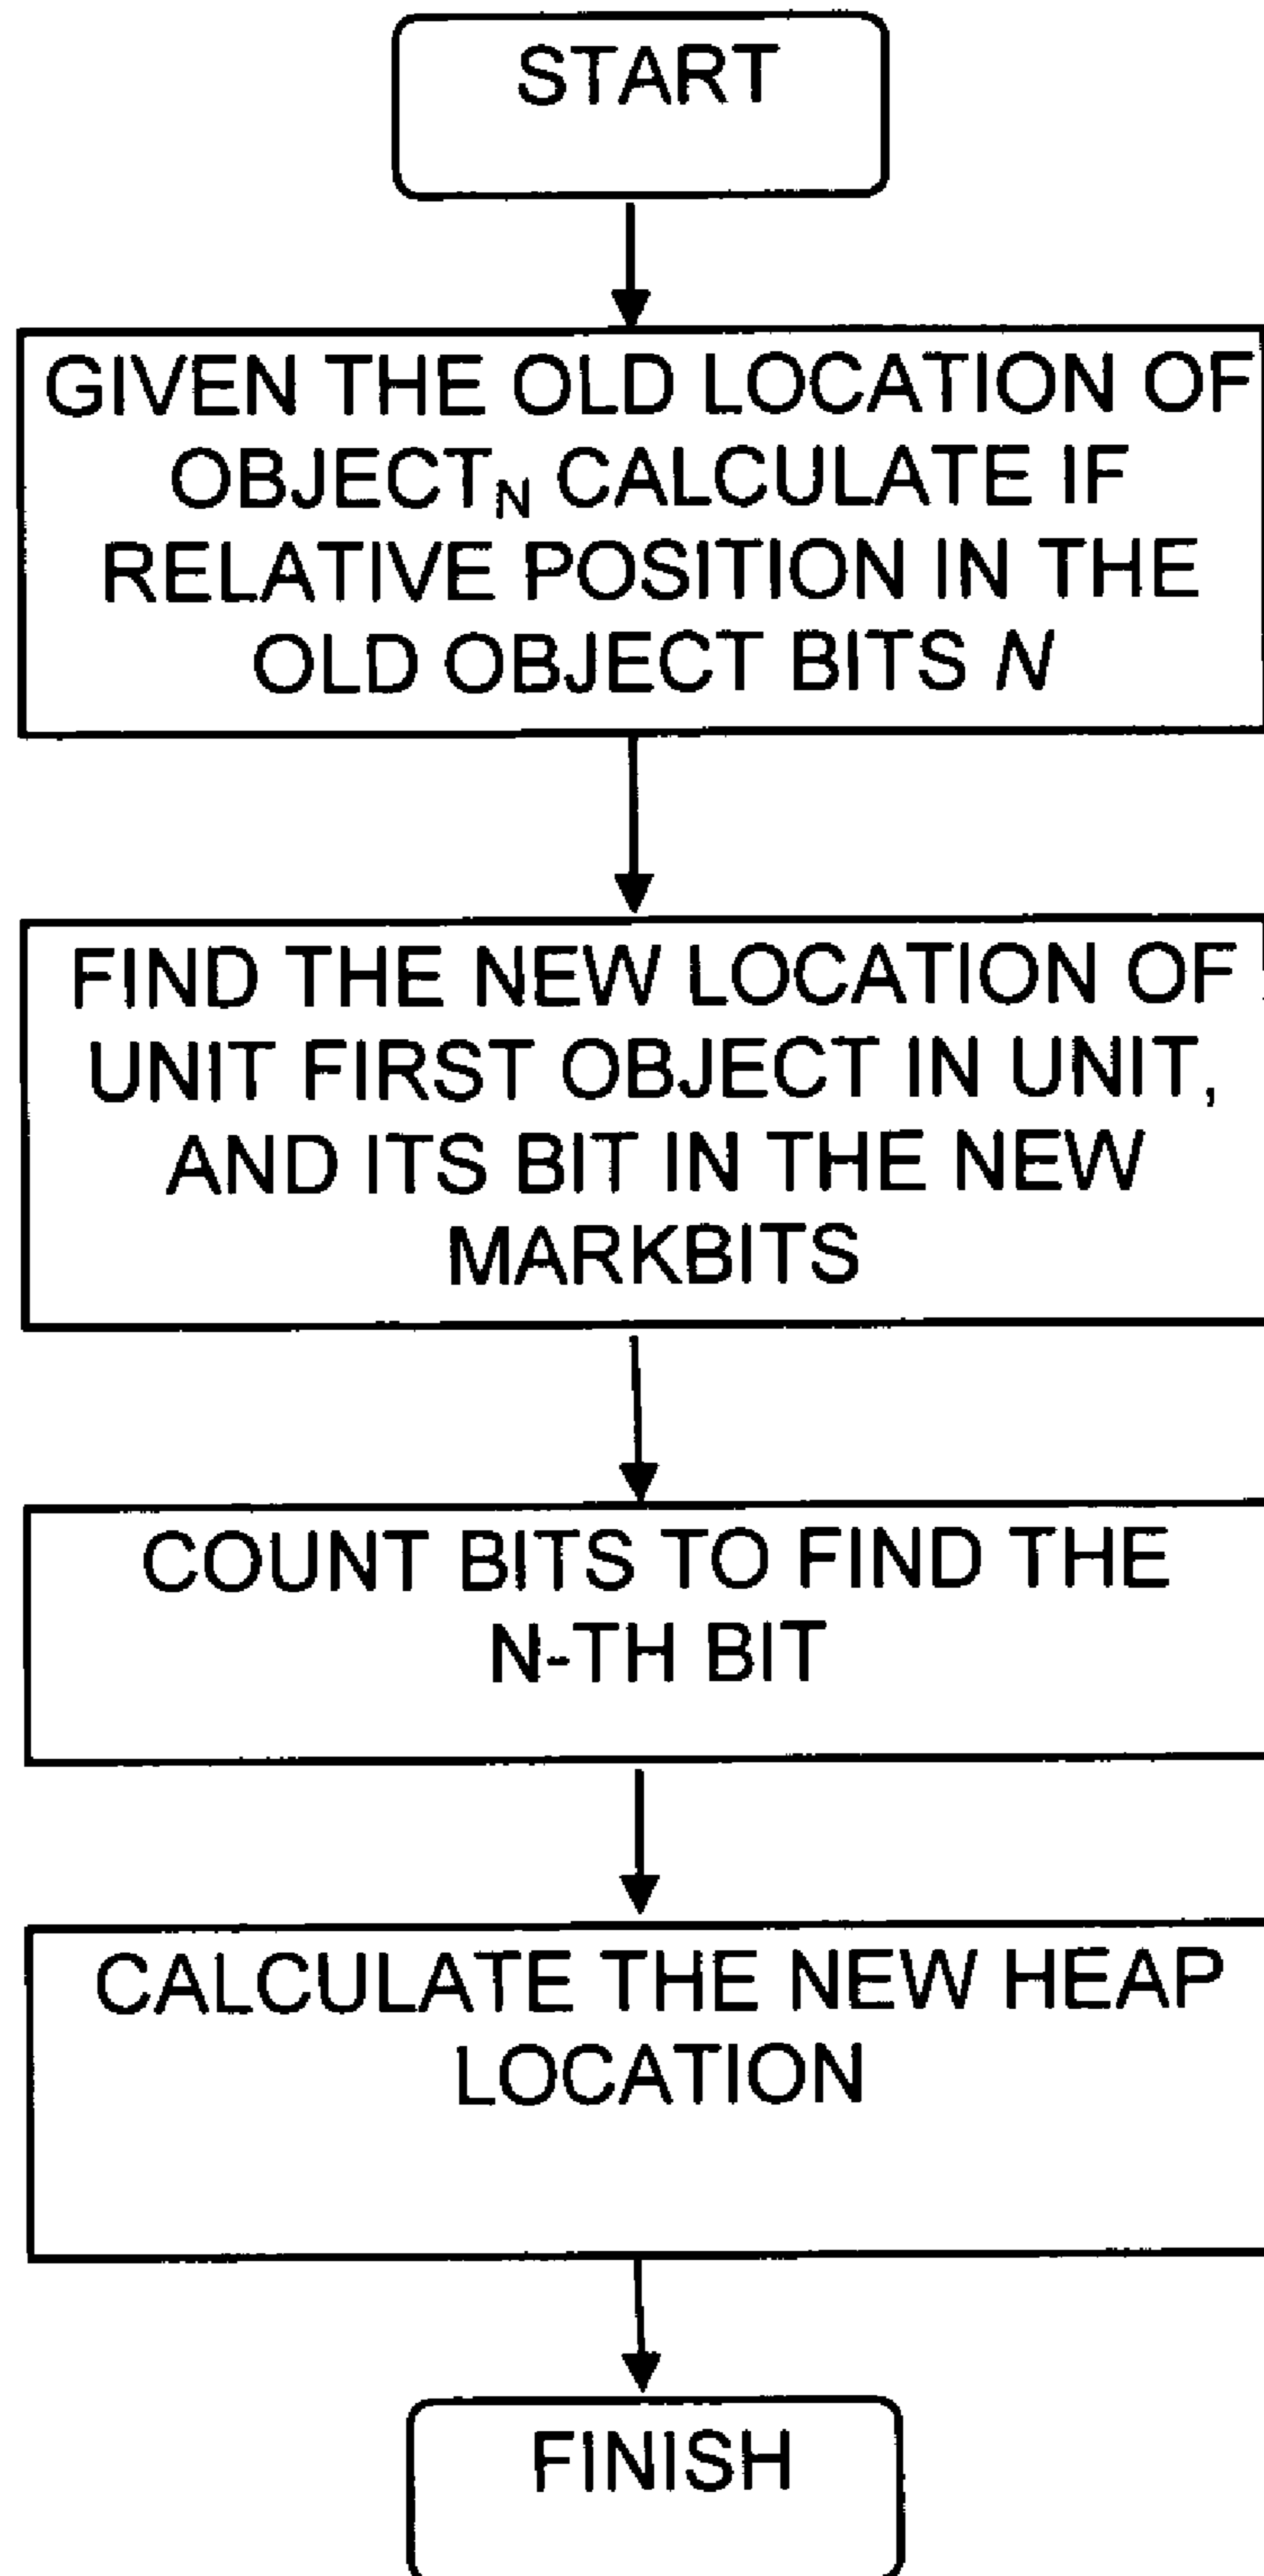 START
GIVEN THE OLD LOCATION OF
OBJECT_N CALCULATE IF
RELATIVE POSITION IN THE
OLD OBJECT BITS N
FIND THE NEW LOCATION OF
UNIT FIRST OBJECT IN UNIT,
AND ITS BIT IN THE NEW
MARKBITS
COUNT BITS TO FIND THE
N-TH BIT
CALCULATE THE NEW HEAP
LOCATION
FINISH